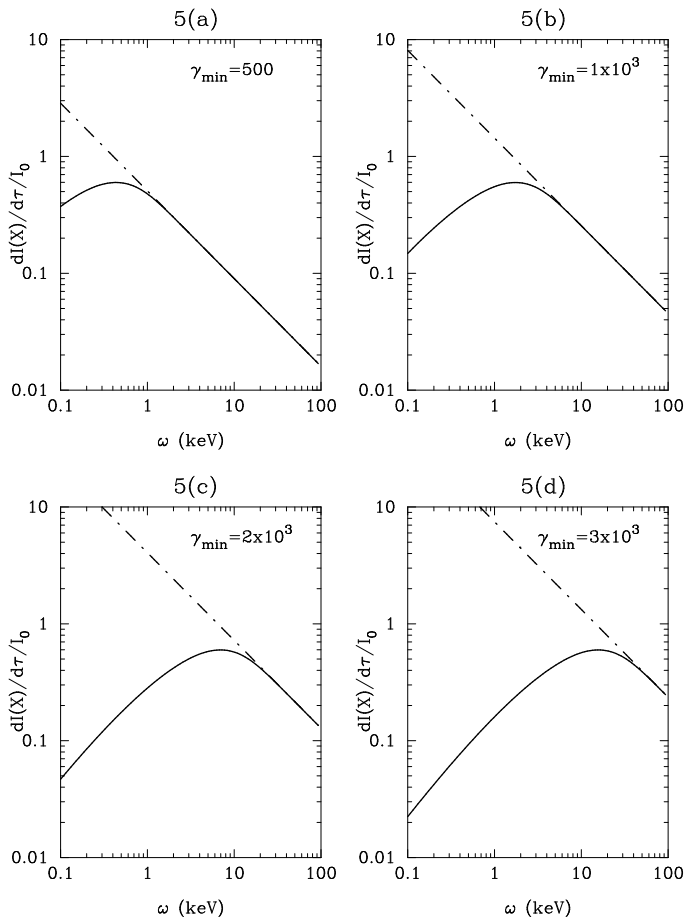 5(a)
10
1
0.1
0.01
dI(X)/dτ/I0
γmin=500
0.1 1 10 100
ω (keV)
5(b)
10
1
0.1
0.01
dI(X)/dτ/I0
γmin=1x10³
0.1 1 10 100
ω (keV)
5(c)
10
1
0.1
0.01
dI(X)/dτ/I0
γmin=2x10³
0.1 1 10 100
ω (keV)
5(d)
10
1
0.1
0.01
dI(X)/dτ/I0
γmin=3x10³
0.1 1 10 100
ω (keV)